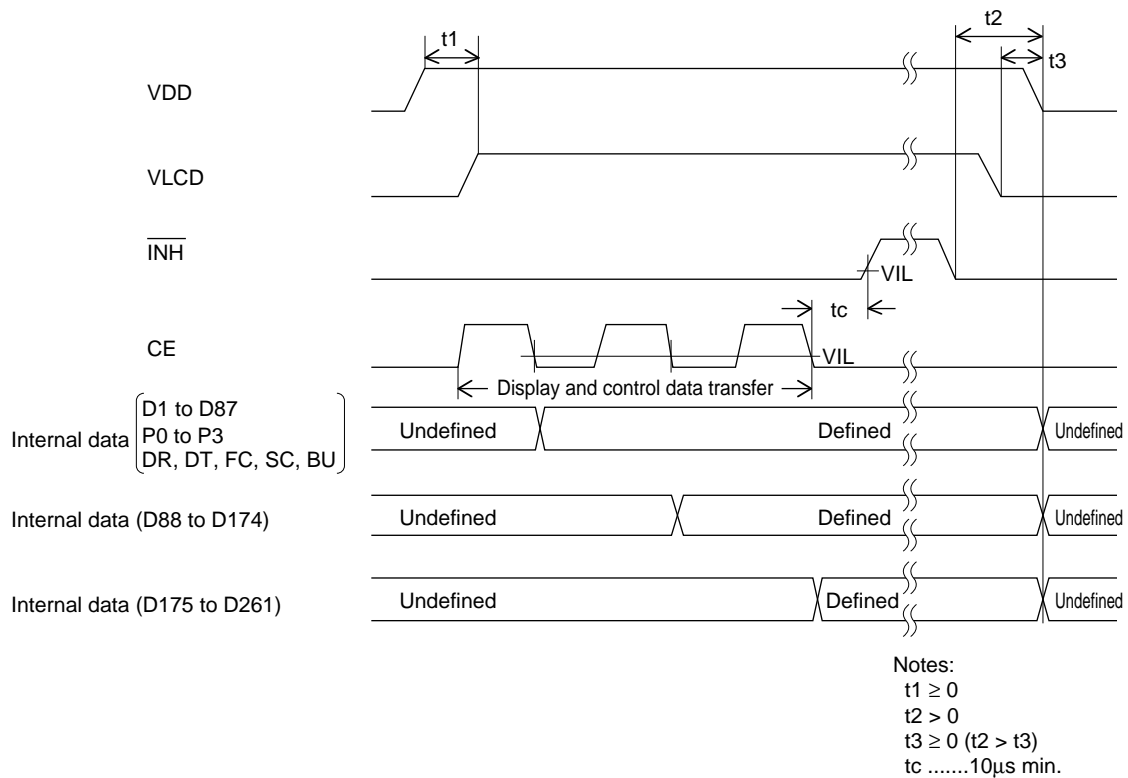 t1
t2
t3
VDD
VLCD
INH
VIL
tc
CE
VIL
Display and control data transfer
Internal data
D1 to D87
P0 to P3
DR, DT, FC, SC, BU
Undefined
Defined
Undefined
Internal data (D88 to D174)
Undefined
Defined
Undefined
Internal data (D175 to D261)
Undefined
Defined
Undefined
Notes:
t1 ≥ 0
t2 > 0
t3 ≥ 0 (t2 > t3)
tc .......10μs min.